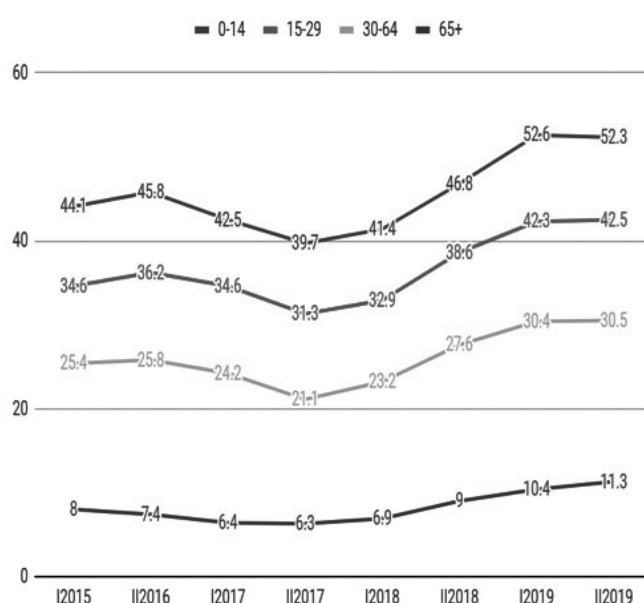 0-14 15-29 30-64 65+
60
52.6 52.3
46.8
44.1 45.8 42.5 39.7 41.4
40
42.3 42.5
38.6
34.6 36.2 34.6 31.3 32.9
30.4 30.5
27.6
25.4 25.8 24.2 21.1 23.2
20
8 7.4 6.4 6.3 6.9 9 10.4 11.3
0
I2015 II2016 I2017 II2017 I2018 II2018 I2019 II2019